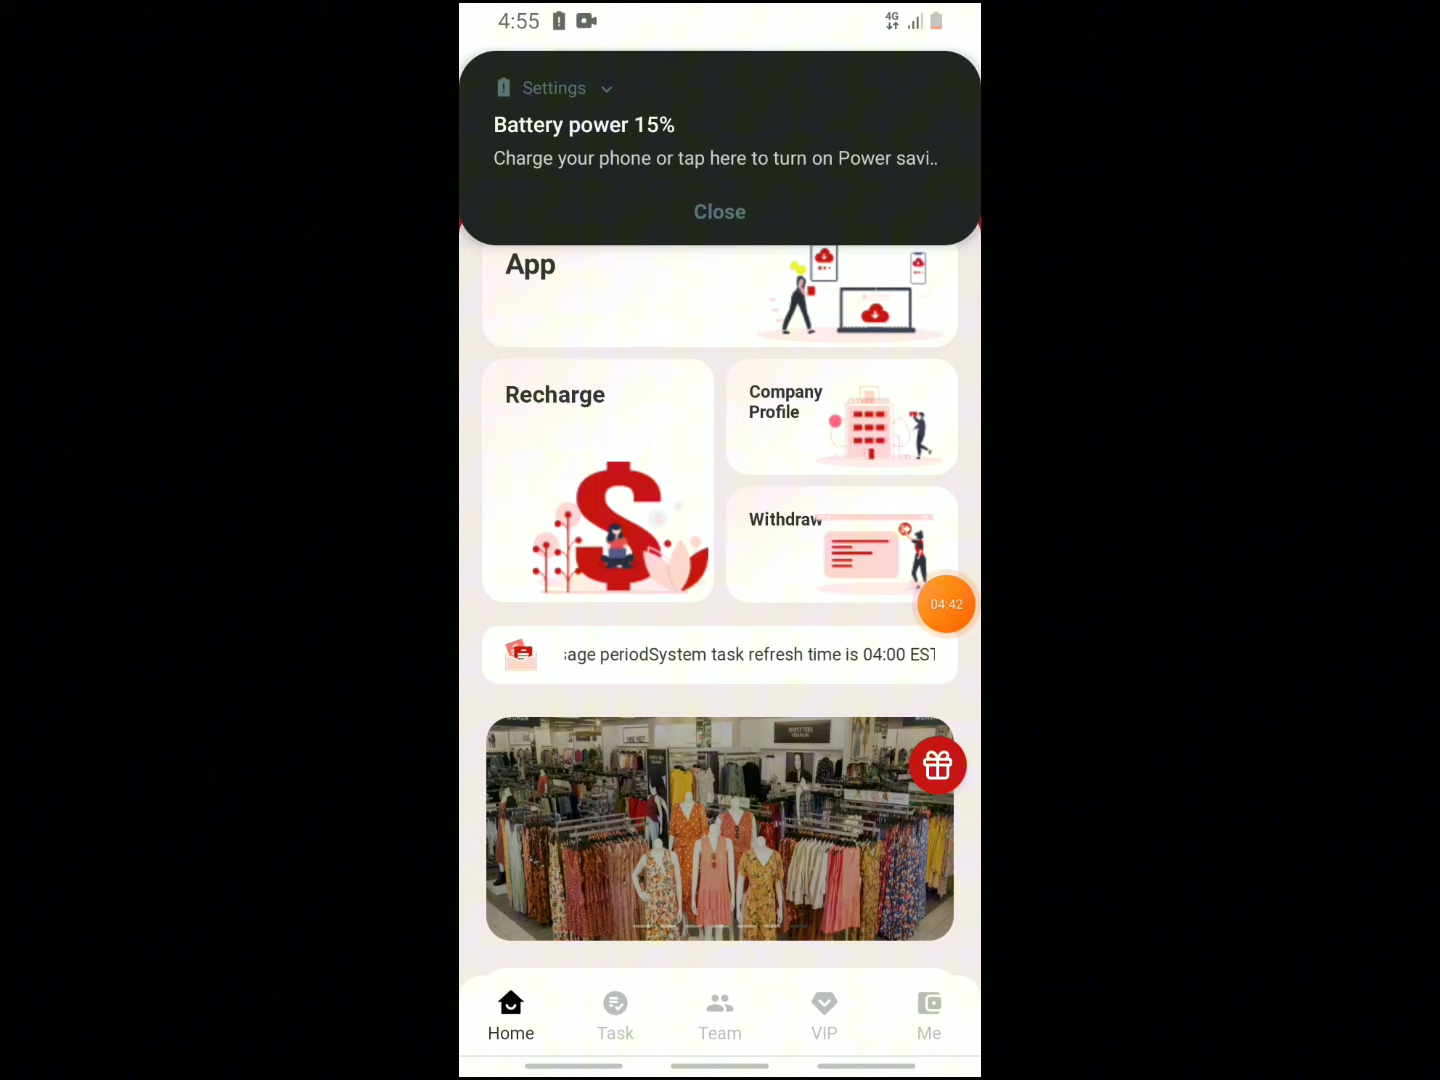 4:55
4G
Settings
Battery power 15%
Charge your phone or tap here to turn on Power savi..
Close
App
Recharge
Company
Profile
Withdraw
04:42
sage periodSystem task refresh time is 04:00 EST
Home
Task
Team
VIP
Me